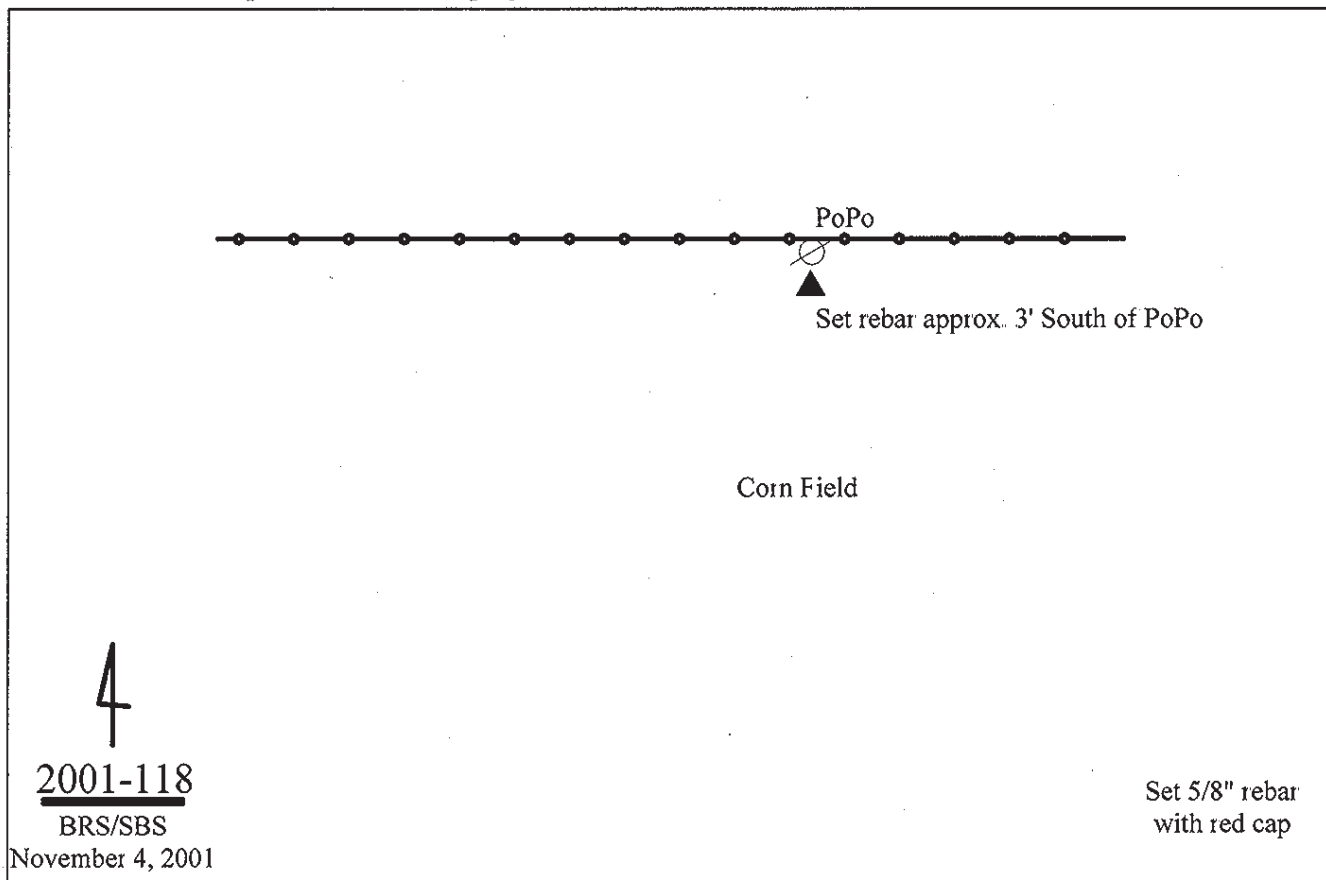 PoPo
Set rebar approx. 3' South of PoPo
Corn Field
2001-118
BRS/SBS
November 4, 2001
Set 5/8" rebar
with red cap